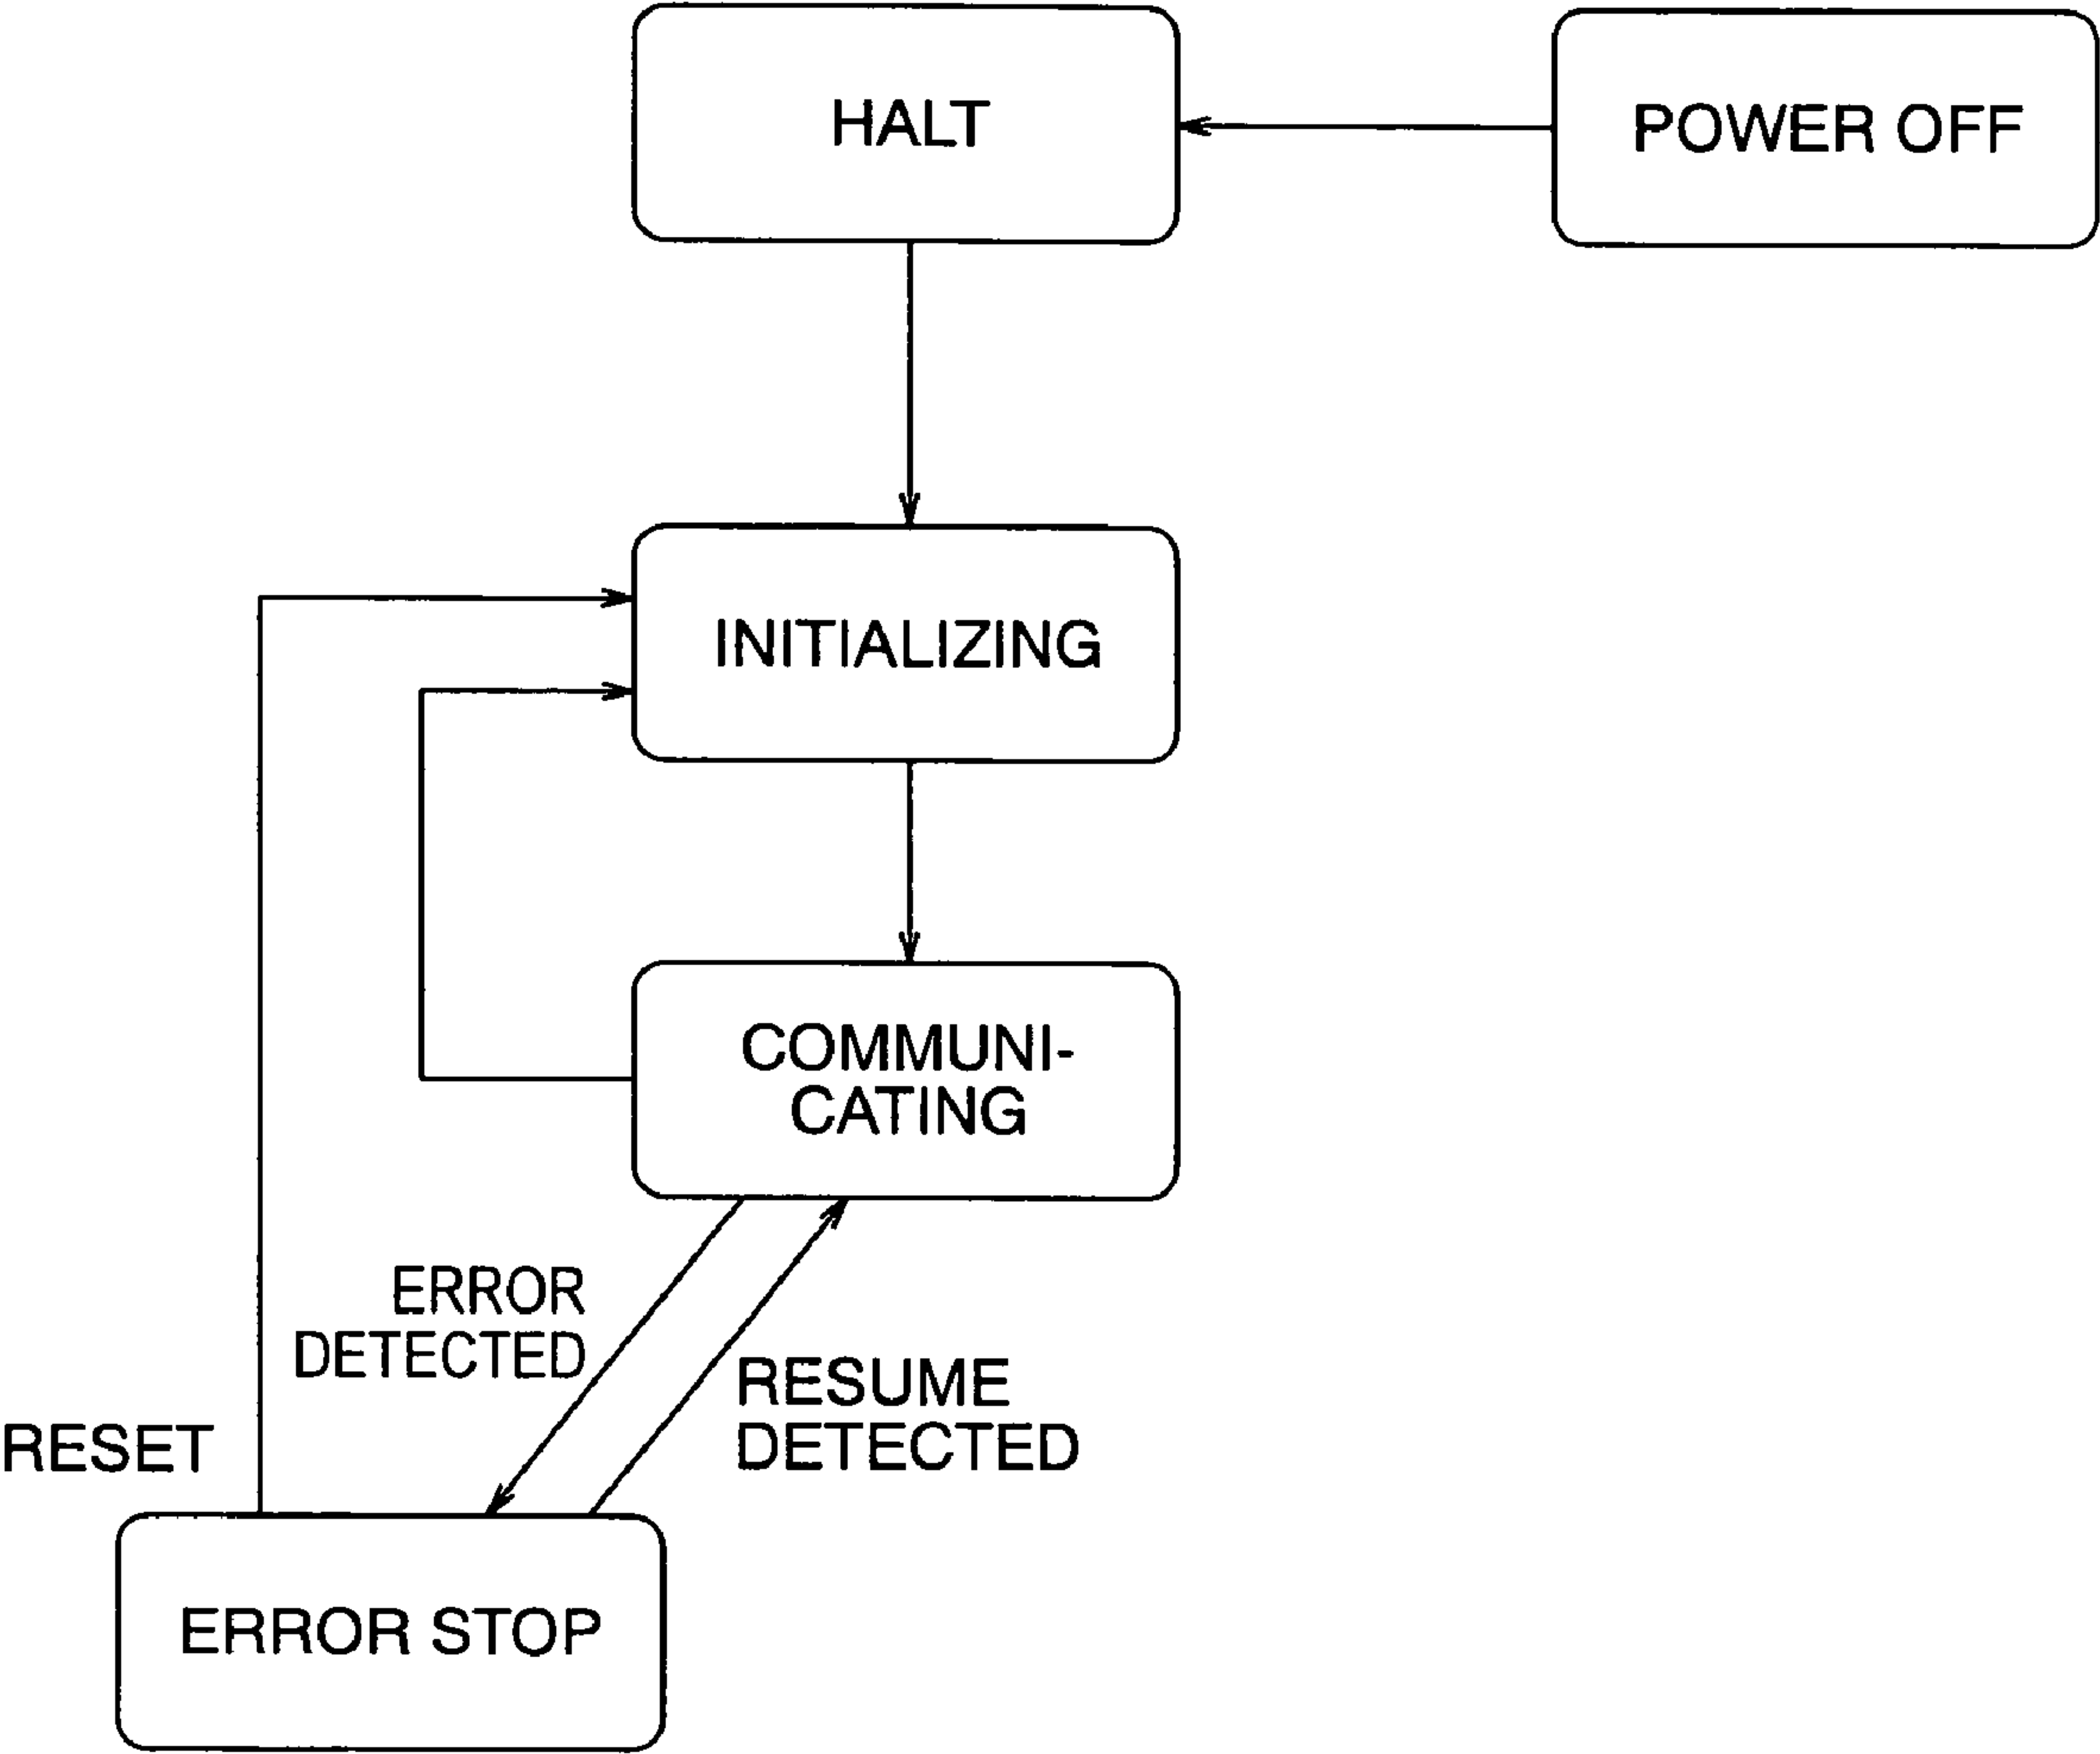 HALT
POWER OFF
INITIALIZING
COMMUNI-
CATING
ERROR
DETECTED
RESUME
DETECTED
RESET
ERROR STOP